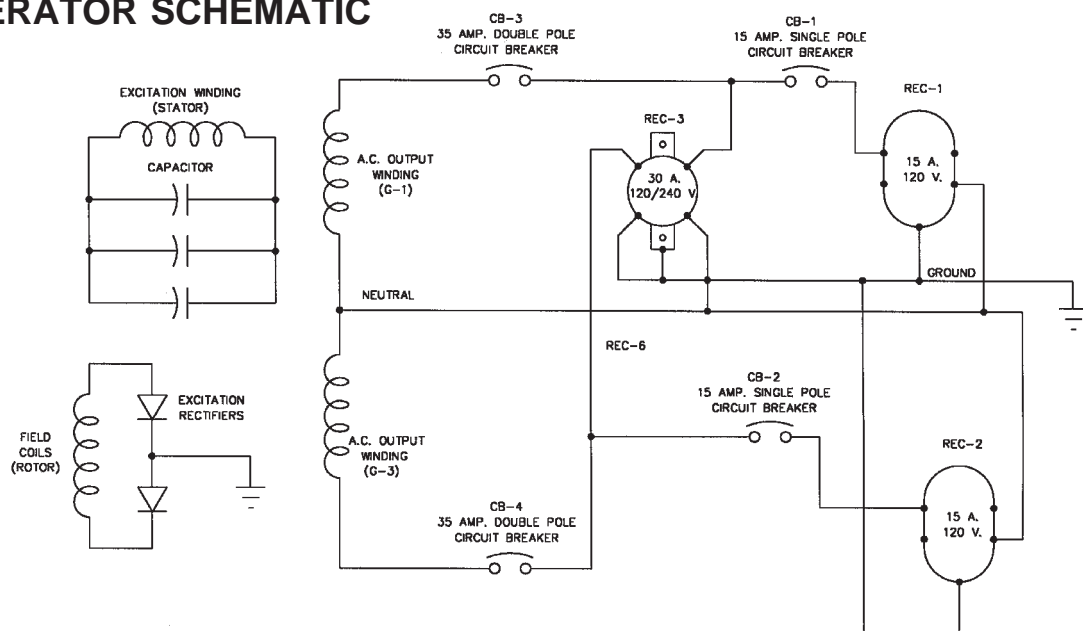 ERATOR SCHEMATIC
CB-3
35 AMP. DOUBLE POLE
CIRCUIT BREAKER
CB-1
15 AMP. SINGLE POLE
CIRCUIT BREAKER
EXCITATION WINDING
(STATOR)
CAPACITOR
A.C. OUTPUT
WINDING
(G-1)
REC-3
30 A.
120/240 V.
REC-1
15 A.
120 V.
GROUND
NEUTRAL
REC-6
CB-2
15 AMP. SINGLE POLE
CIRCUIT BREAKER
EXCITATION
RECTIFIERS
FIELD
COILS
(ROTOR)
A.C. OUTPUT
WINDING
(G-3)
REC-2
15 A.
120 V.
CB-4
35 AMP. DOUBLE POLE
CIRCUIT BREAKER